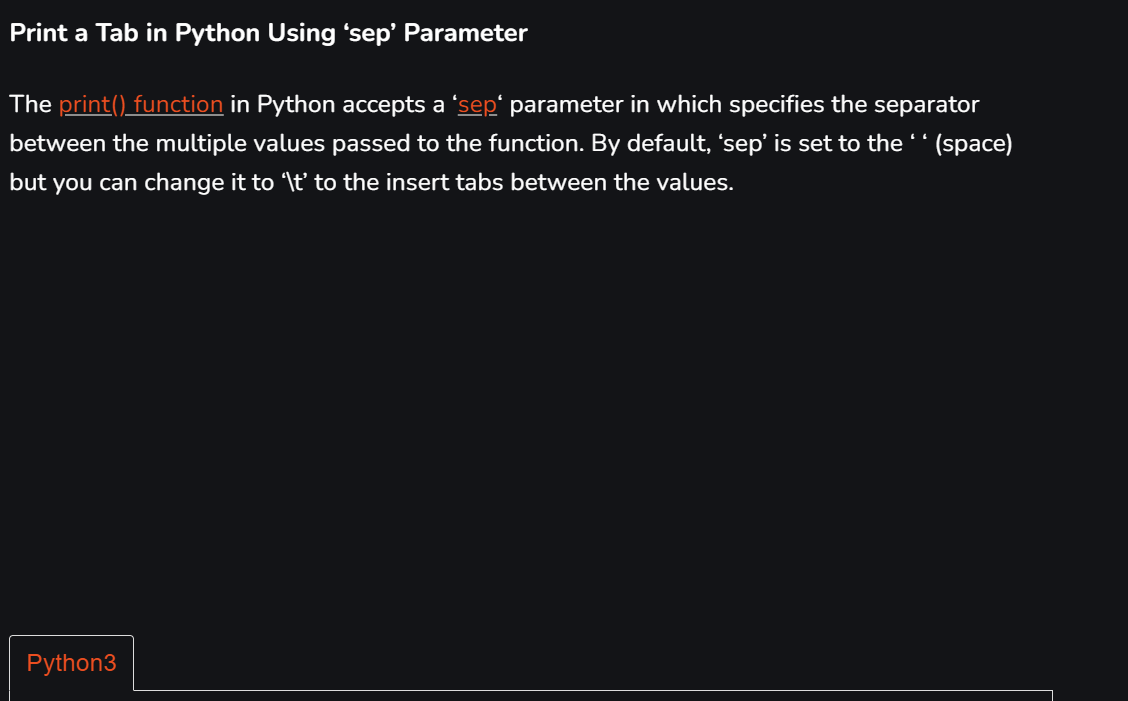 Print a Tab in Python Using ‘sep’ Parameter
The print() function in Python accepts a ‘sep‘ parameter in which specifies the separator
between the multiple values passed to the function. By default, ‘sep’ is set to the ‘ ‘ (space)
but you can change it to ‘\t’ to the insert tabs between the values.
Python3